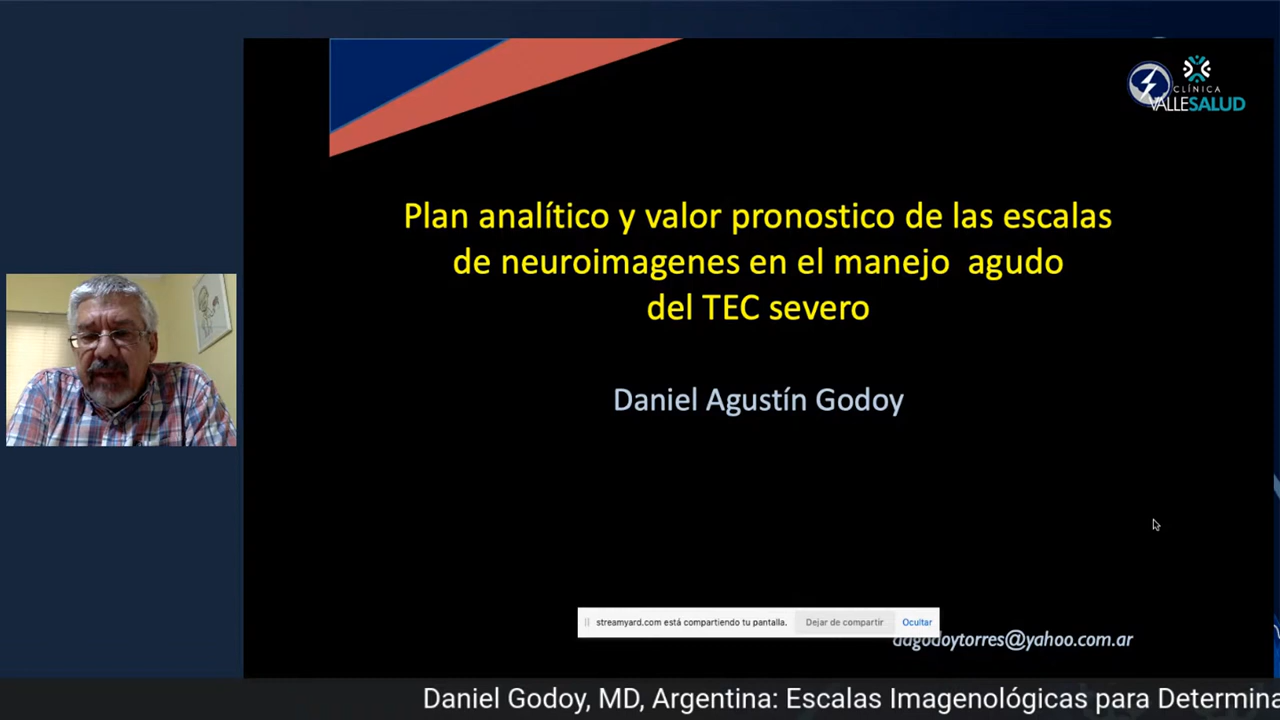 CLÍNICA
VALLESALUD
Plan analítico y valor pronostico de las escalas
de neuroimagenes en el manejo agudo
del TEC severo
Daniel Agustín Godoy
streamyard.com está compartiendo tu pantalla. Dejar de compartir Ocultar
dagodoytorres@yahoo.com.ar
Daniel Godoy, MD, Argentina: Escalas Imagenológicas para Determina